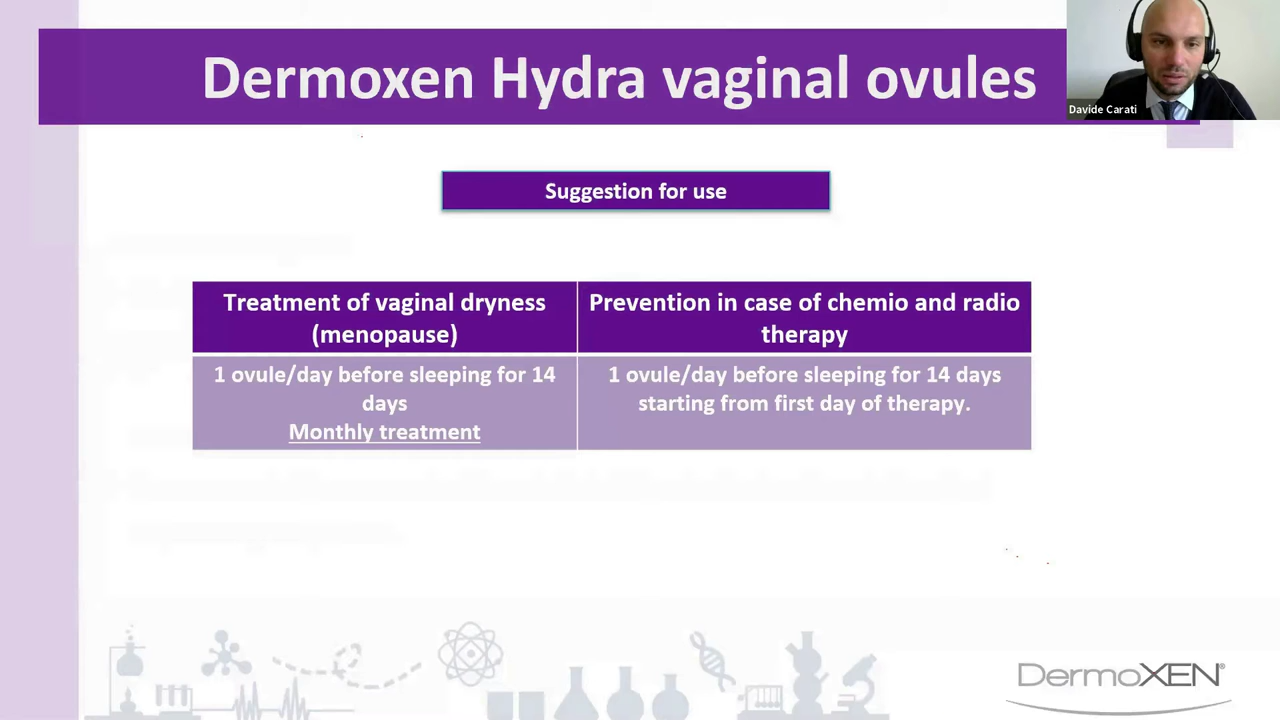 Dermoxen Hydra vaginal ovules
Davide Carati
Suggestion for use
Treatment of vaginal dryness
(menopause)
Prevention in case of chemio and radio
therapy
1 ovule/day before sleeping for 14
days
Monthly treatment
1 ovule/day before sleeping for 14 days
starting from first day of therapy.
DermoXEN®